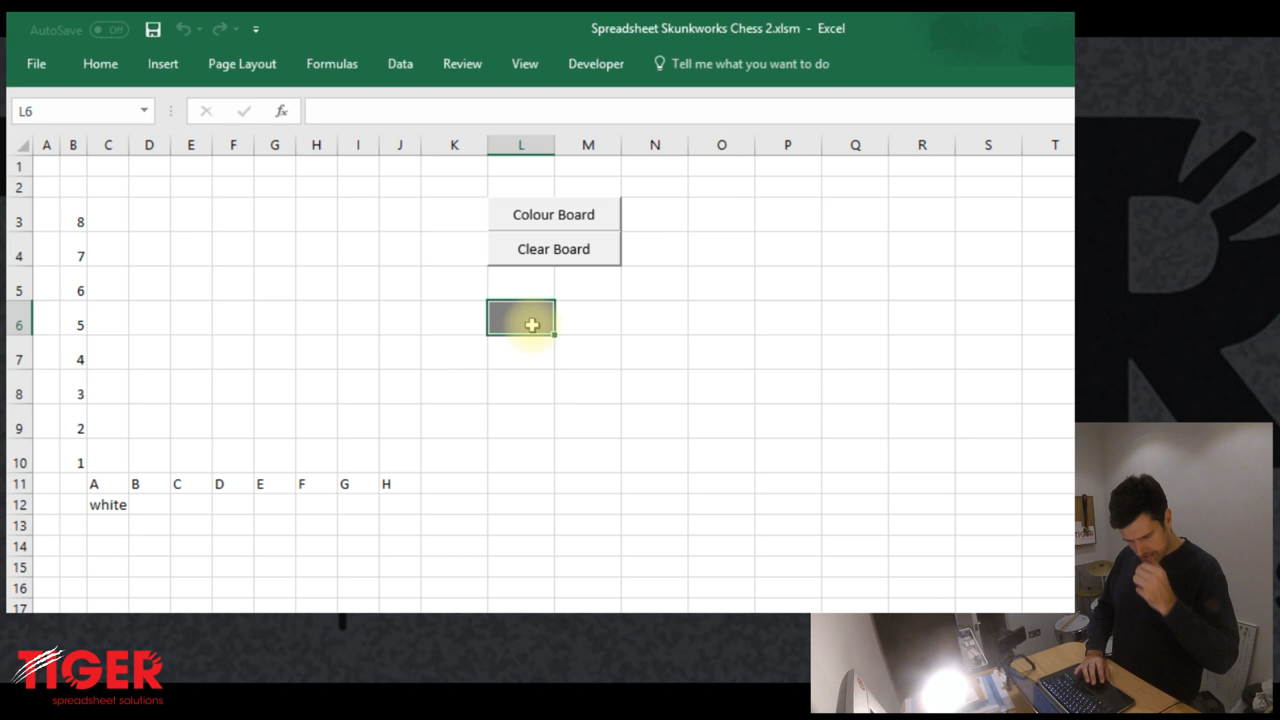 AutoSave Off Spreadsheet Skunkworks Chess 2.xlsm - Excel
File Home Insert Page Layout Formulas Data Review View Developer Tell me what you want to do
L6 fx
A B C D E F G H I J K L M N O P Q R S T
1
2
3 8 Colour Board
4 7 Clear Board
5 6
6 5
7 4
8 3
9 2
10 1
11 A B C D E F G H
12 white
13
14
15
16
17
TIGER
spreadsheet solutions